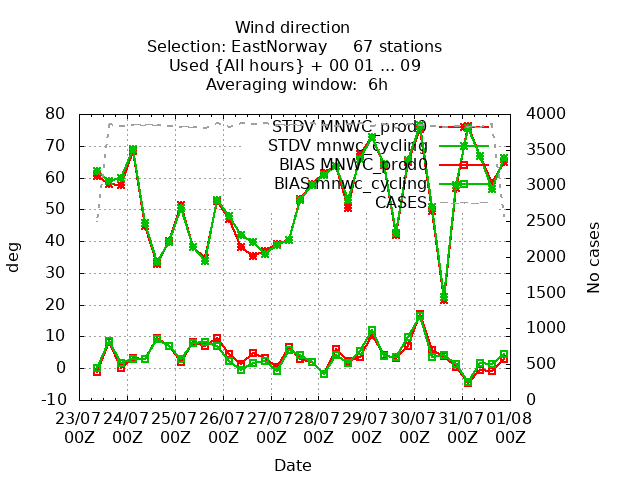 Wind direction
Selection: EastNorway     67 stations
Used {All hours} + 00 01 ... 09
Averaging window:  6h
80 4000
STDV MNWC_prod0
STDV mnwc_cycling
BIAS MNWC_prod0
BIAS mnwc_cycling
CASES
70 3500
60 3000
50 2500
40 2000
30 1500
20 1000
10 500
0
-10 0
deg
No cases
23/07 24/07 25/07 26/07 27/07 28/07 29/07 30/07 31/07 01/08
00Z 00Z 00Z 00Z 00Z 00Z 00Z 00Z 00Z 00Z
Date